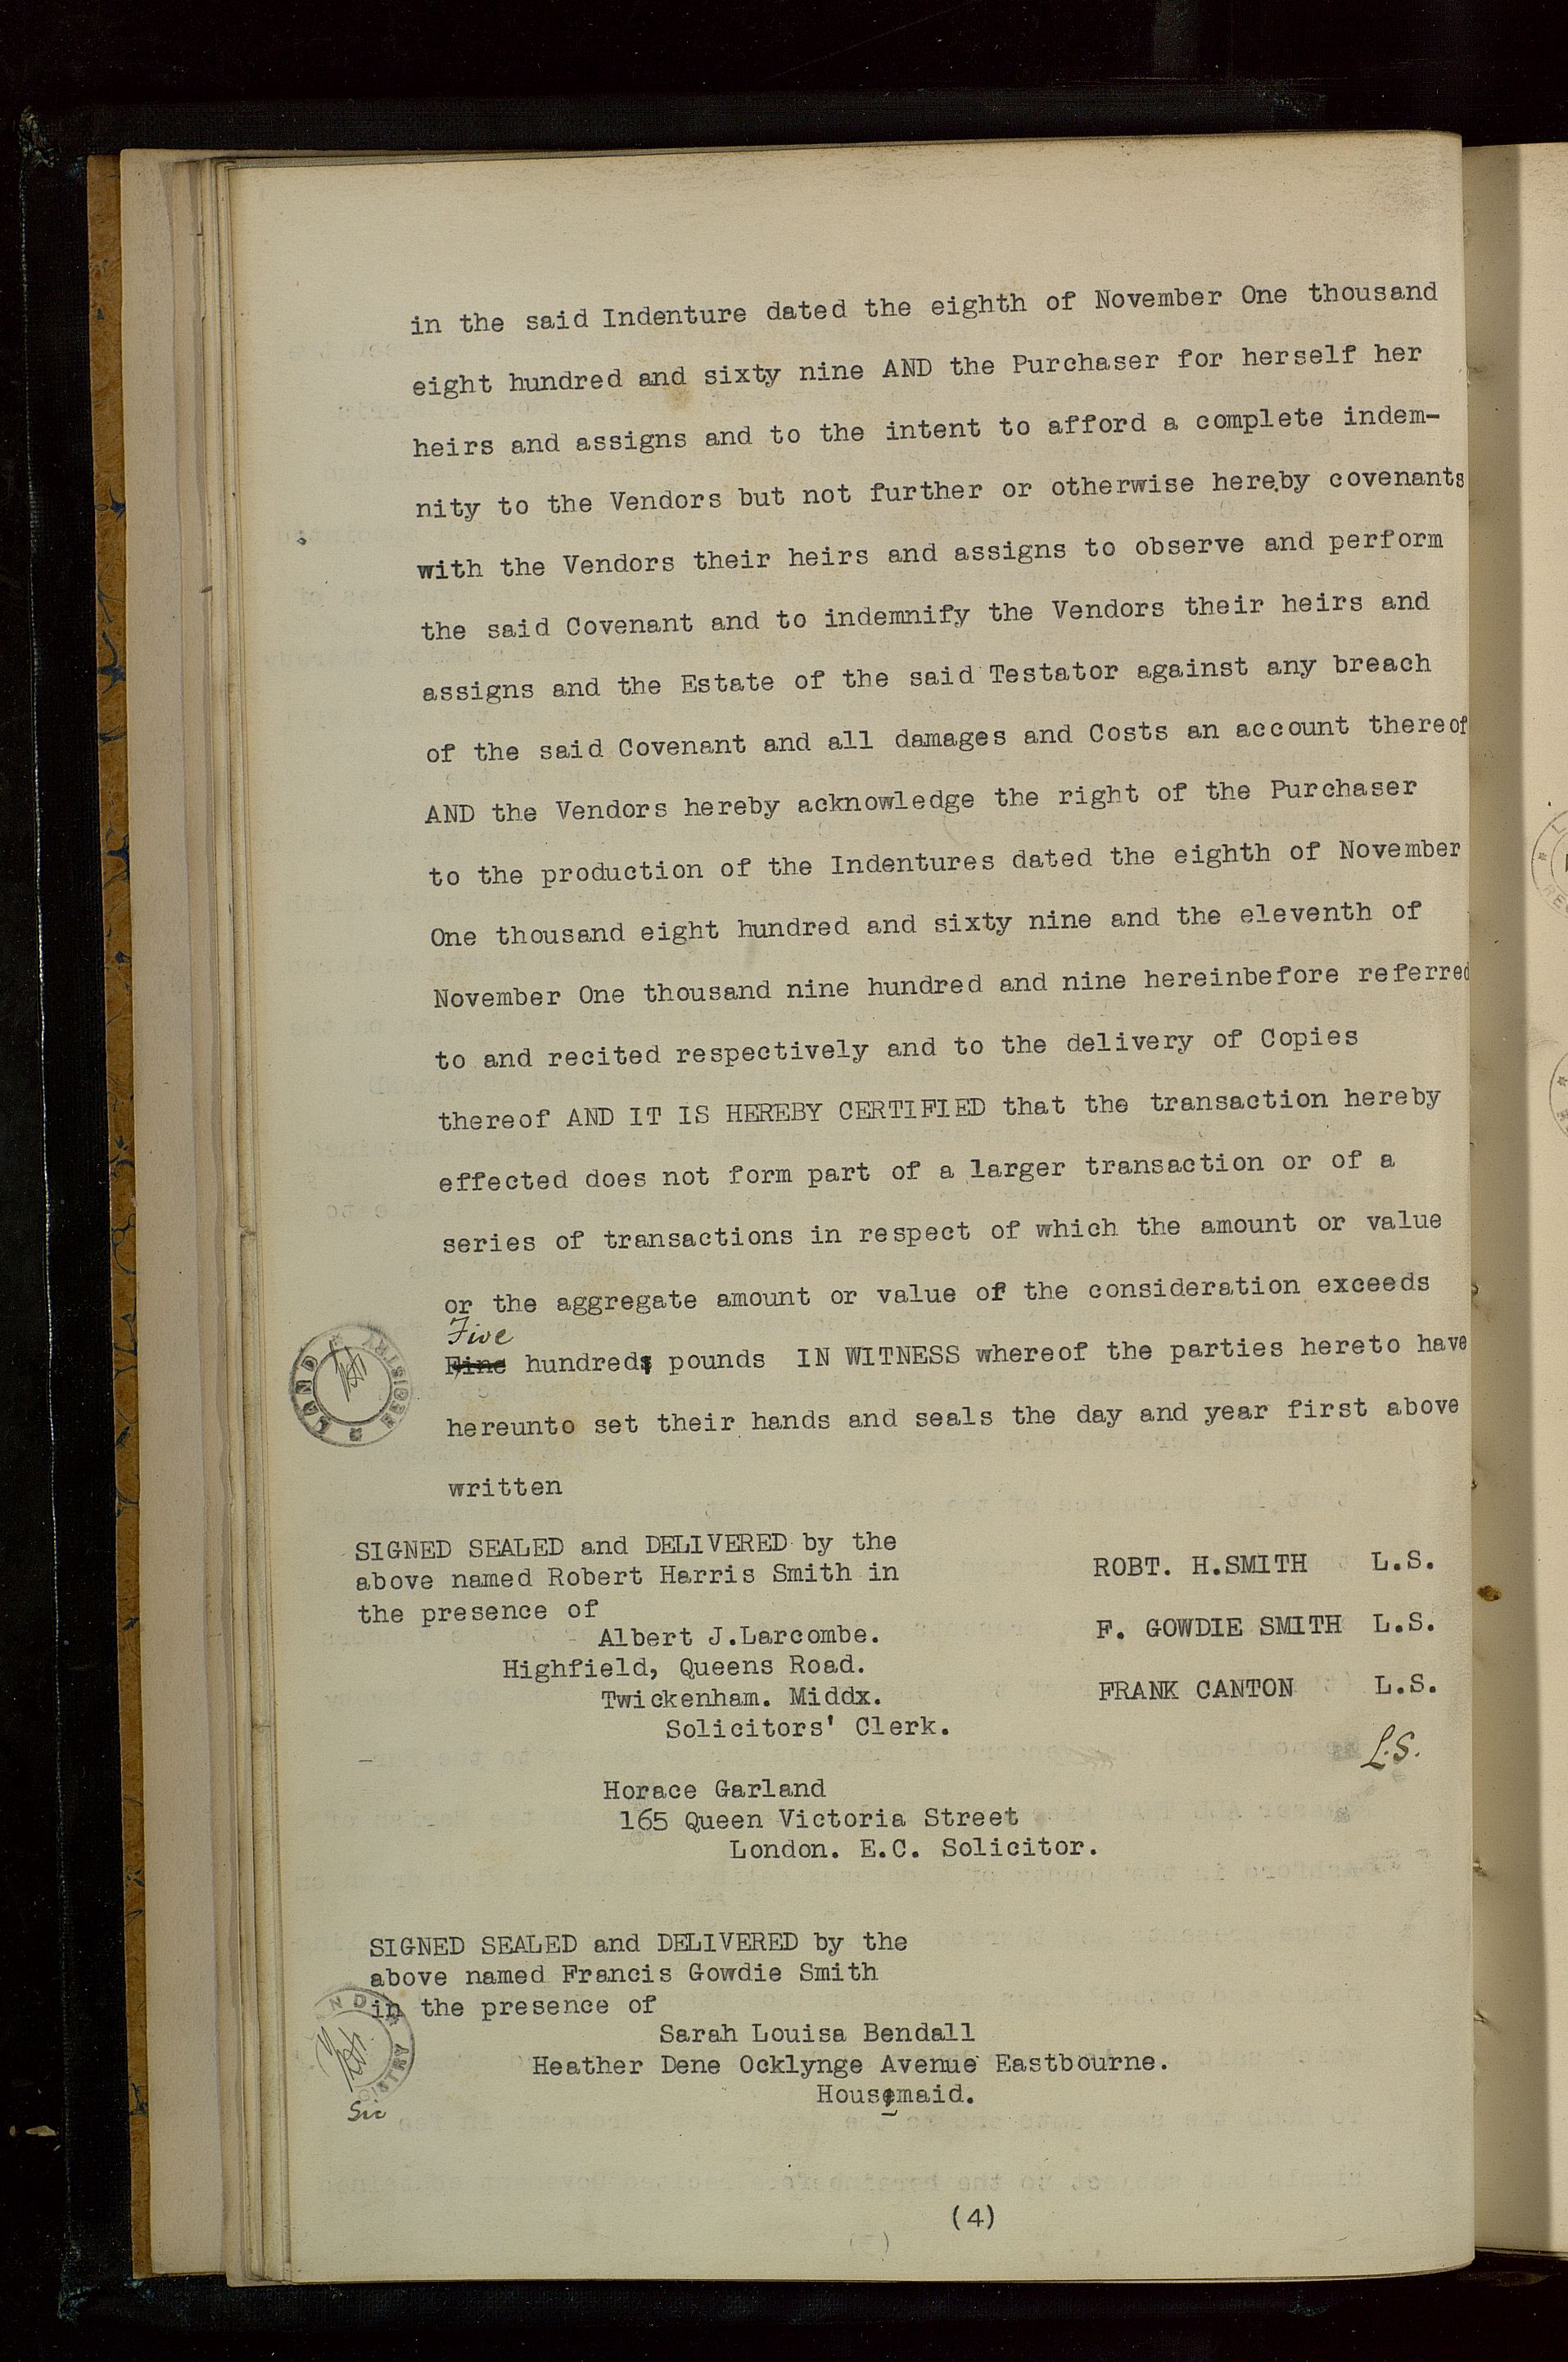 in the said Indenture dated the eighth of November One thousand
eight hundred and sixty nine AND the Purchaser for herself her
heirs and assigns and to the intent to afford a complete indem-
nity to the Vendors but not further or otherwise hereby covenants
with the Vendors their heirs and assigns to observe and perform
the said Covenant and to indemnify the Vendors their heirs and
assigns and the Estate of the said Testator against any breach
of the said Covenant and all damages and Costs an account thereof
AND the Vendors hereby acknowledge the right of the Purchaser
to the production of the Indentures dated the eighth of November
One thousand eight hundred and sixty nine and the eleventh of
November One thousand nine hundred and nine hereinbefore referred
to and recited respectively and to the delivery of Copies
thereof AND IT IS HEREBY CERTIFIED that the transaction hereby
effected does not form part of a larger transaction or of a
series of transactions in respect of which the amount or value
or the aggregate amount or value of the consideration exceeds
Five
Fine hundred pounds IN WITNESS whereof the parties hereto have
LAND REGISTRY
hereunto set their hands and seals the day and year first above
written
SIGNED SEALED and DELIVERED by the
above named Robert Harris Smith in
the presence of
ROBT. H.SMITH L.S.
Albert J.Larcombe.
F. GOWDIE SMITH L.S.
Highfield, Queens Road.
Twickenham. Middx.
FRANK CANTON L.S.
Solicitors' Clerk.
L.S.
Horace Garland
165 Queen Victoria Street
London. E.C. Solicitor.
SIGNED SEALED and DELIVERED by the
above named Francis Gowdie Smith
in the presence of
Sarah Louisa Bendall
Heather Dene Ocklynge Avenue Eastbourne.
Housemaid.
Sic
(4)